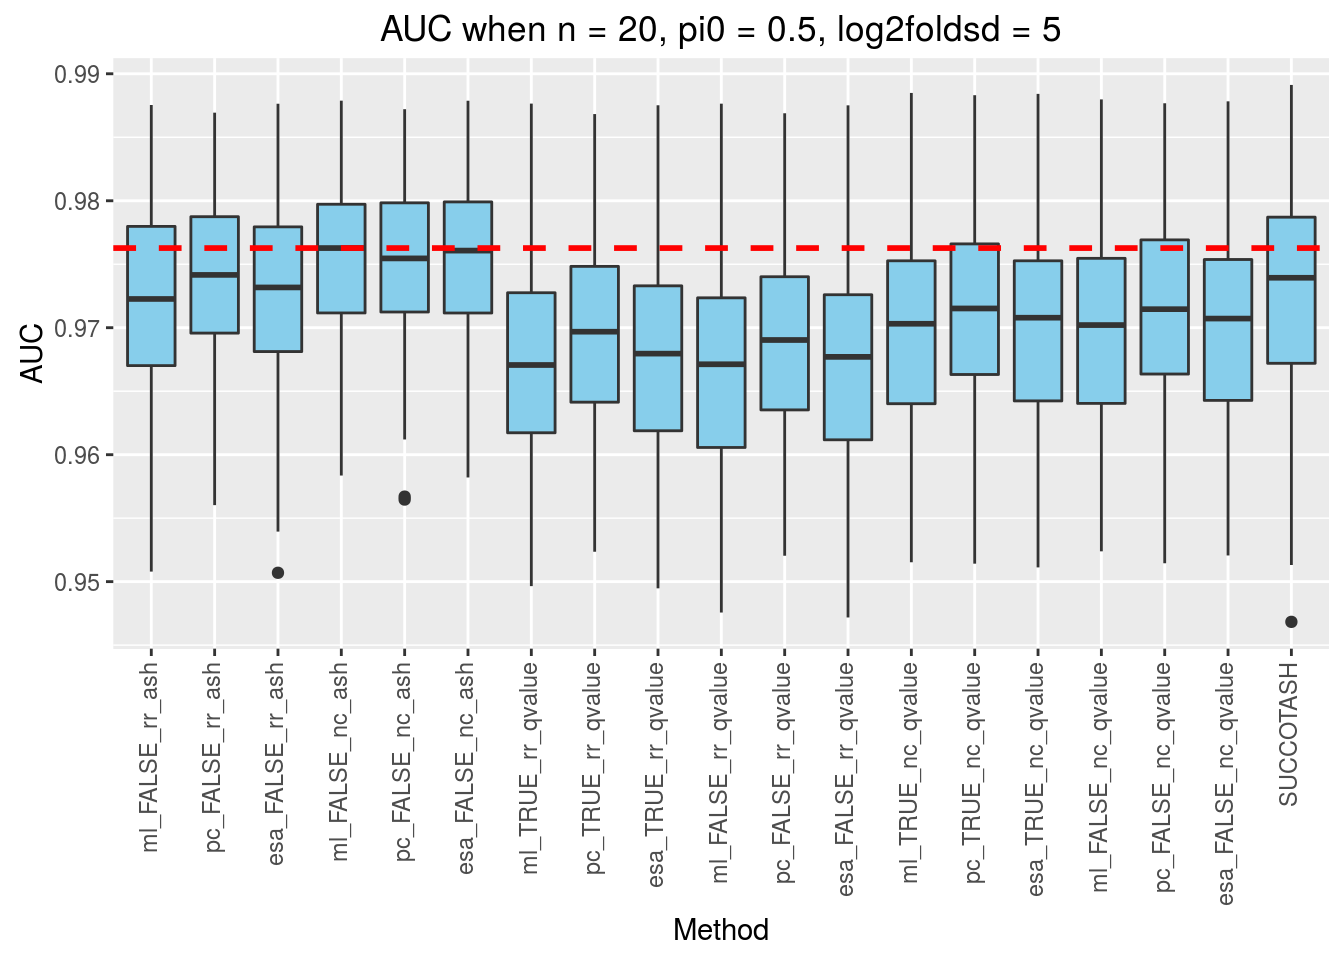 AUC when n = 20, pi0 = 0.5, log2foldsd = 5
AUC
0.99
0.98
0.97
0.96
0.95
ml_FALSE_rr_ash
pc_FALSE_rr_ash
esa_FALSE_rr_ash
ml_FALSE_nc_ash
pc_FALSE_nc_ash
esa_FALSE_nc_ash
ml_TRUE_rr_qvalue
pc_TRUE_rr_qvalue
esa_TRUE_rr_qvalue
ml_FALSE_rr_qvalue
pc_FALSE_rr_qvalue
esa_FALSE_rr_qvalue
ml_TRUE_nc_qvalue
pc_TRUE_nc_qvalue
esa_TRUE_nc_qvalue
ml_FALSE_nc_qvalue
pc_FALSE_nc_qvalue
esa_FALSE_nc_qvalue
SUCCOTASH
Method